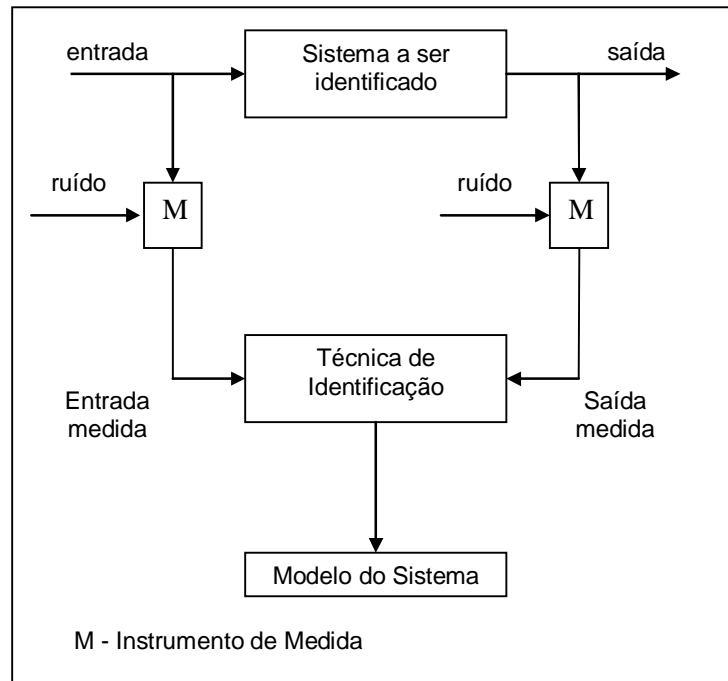 entrada
Sistema a ser
identificado
saída
ruído
M
ruído
M
Técnica de
Identificação
Entrada
medida
Saída
medida
Modelo do Sistema
M - Instrumento de Medida